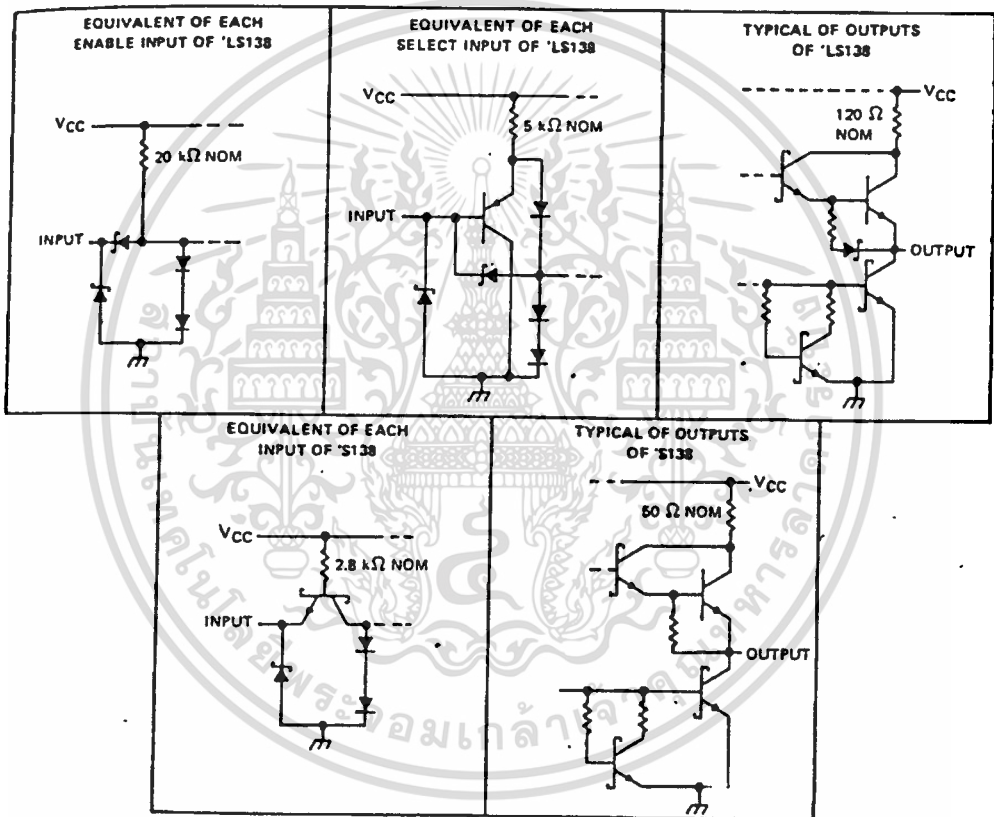 EQUIVALENT OF EACH
ENABLE INPUT OF 'LS138
VCC
20 kΩ NOM
INPUT
EQUIVALENT OF EACH
SELECT INPUT OF 'LS138
VCC
5 kΩ NOM
INPUT
TYPICAL OF OUTPUTS
OF 'LS138
VCC
120 Ω
NOM
OUTPUT
EQUIVALENT OF EACH
INPUT OF 'S138
VCC
2.8 kΩ NOM
INPUT
TYPICAL OF OUTPUTS
OF 'S138
VCC
50 Ω NOM
OUTPUT